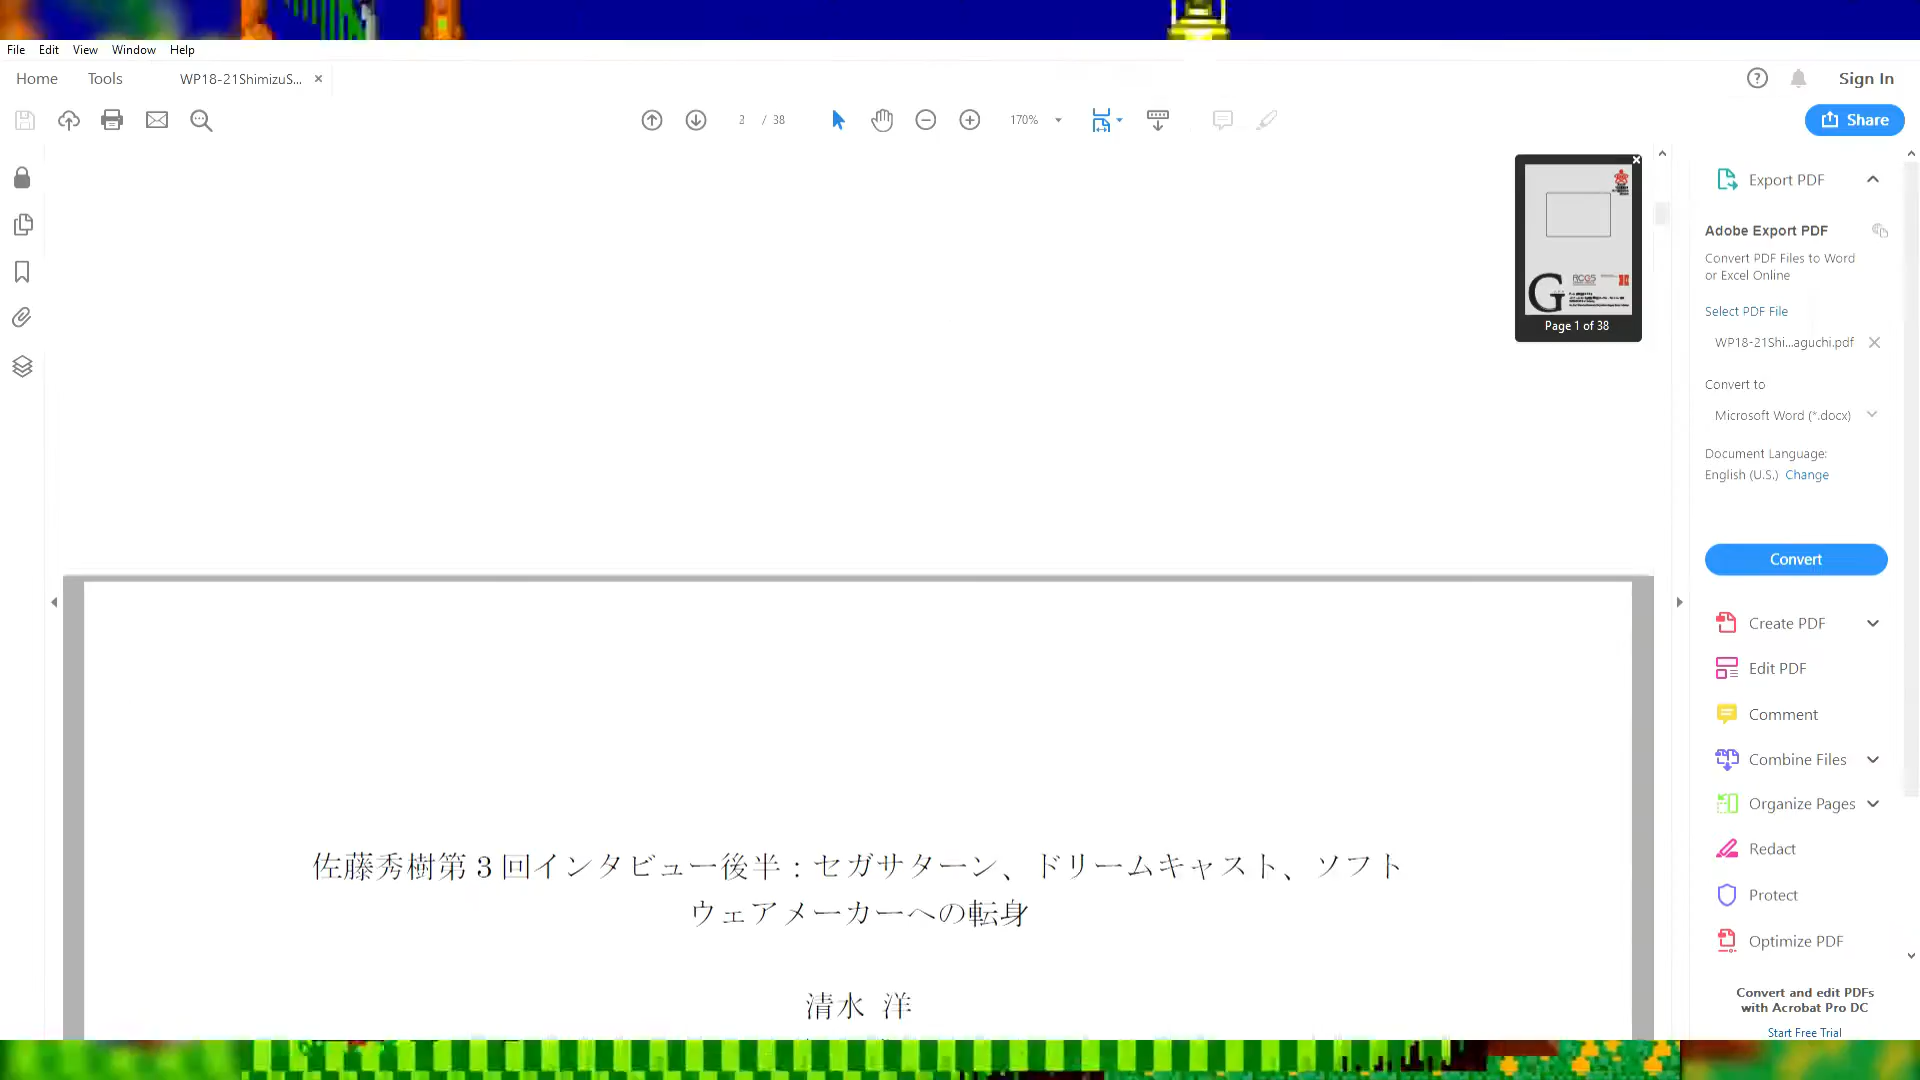 File Edit View Window Help
Home Tools WP18-21ShimizuS... ×
Sign In
/ 38
170%
Share
Export PDF
Adobe Export PDF
Convert PDF Files to Word
or Excel Online
Select PDF File
WP18-21Shi...aguchi.pdf
Convert to
Microsoft Word (*.docx)
Document Language:
English (U.S.) Change
Convert
Create PDF
Edit PDF
Comment
Combine Files
Organize Pages
Redact
Protect
Optimize PDF
Convert and edit PDFs
with Acrobat Pro DC
Start Free Trial
G
Page 1 of 38
佐藤秀樹第３回インタビュー後半：セガサターン、ドリームキャスト、ソフト
ウェアメーカーへの転身
清水 洋